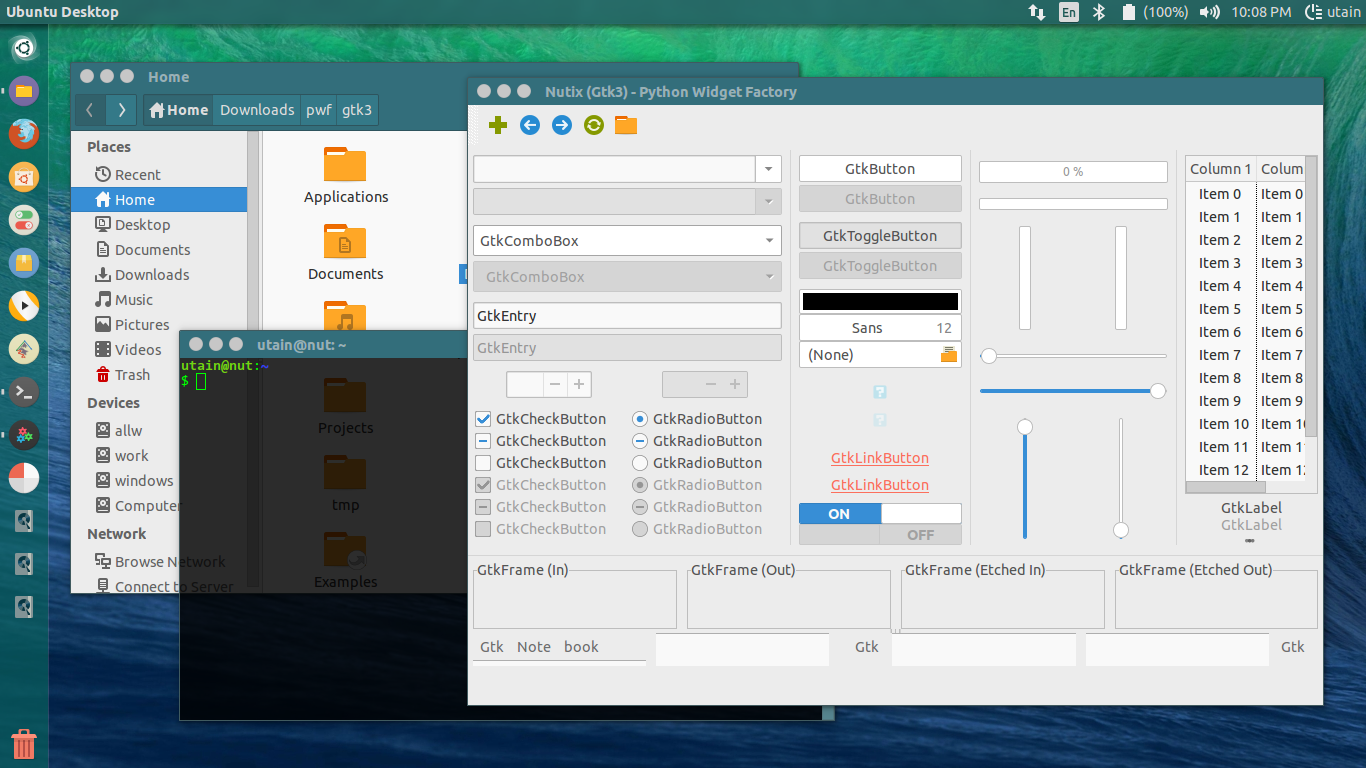 Ubuntu Desktop
En
(100%)
10:08 PM
utain
Home
Home
Downloads
pwf
gtk3
Places
Recent
Home
Desktop
Documents
Downloads
Music
Pictures
Videos
Trash
Devices
allw
work
windows
Compute
Network
Browse Network
Connect to Server
Applications
Documents
Projects
tmp
Examples
utain@nut: ~
utain@nut:~
$
Nutix (Gtk3) - Python Widget Factory
GtkComboBox
GtkComboBox
GtkEntry
GtkEntry
GtkCheckButton
GtkRadioButton
GtkCheckButton
GtkRadioButton
GtkCheckButton
GtkRadioButton
GtkCheckButton
GtkRadioButton
GtkCheckButton
GtkRadioButton
GtkCheckButton
GtkRadioButton
GtkButton
GtkButton
GtkToggleButton
GtkToggleButton
Sans 12
(None)
GtkLinkButton
GtkLinkButton
ON
OFF
0 %
Column 1 Colum
Item 0 Item 0
Item 1 Item 1
Item 2 Item 2
Item 3 Item 3
Item 4 Item 4
Item 5 Item 5
Item 6 Item 6
Item 7 Item 7
Item 8 Item 8
Item 9 Item 9
Item 10 Item 10
Item 11 Item 11
Item 12 Item 12
GtkLabel
GtkLabel
GtkFrame (In)
GtkFrame (Out)
GtkFrame (Etched In)
GtkFrame (Etched Out)
Gtk Note book
Gtk
Gtk